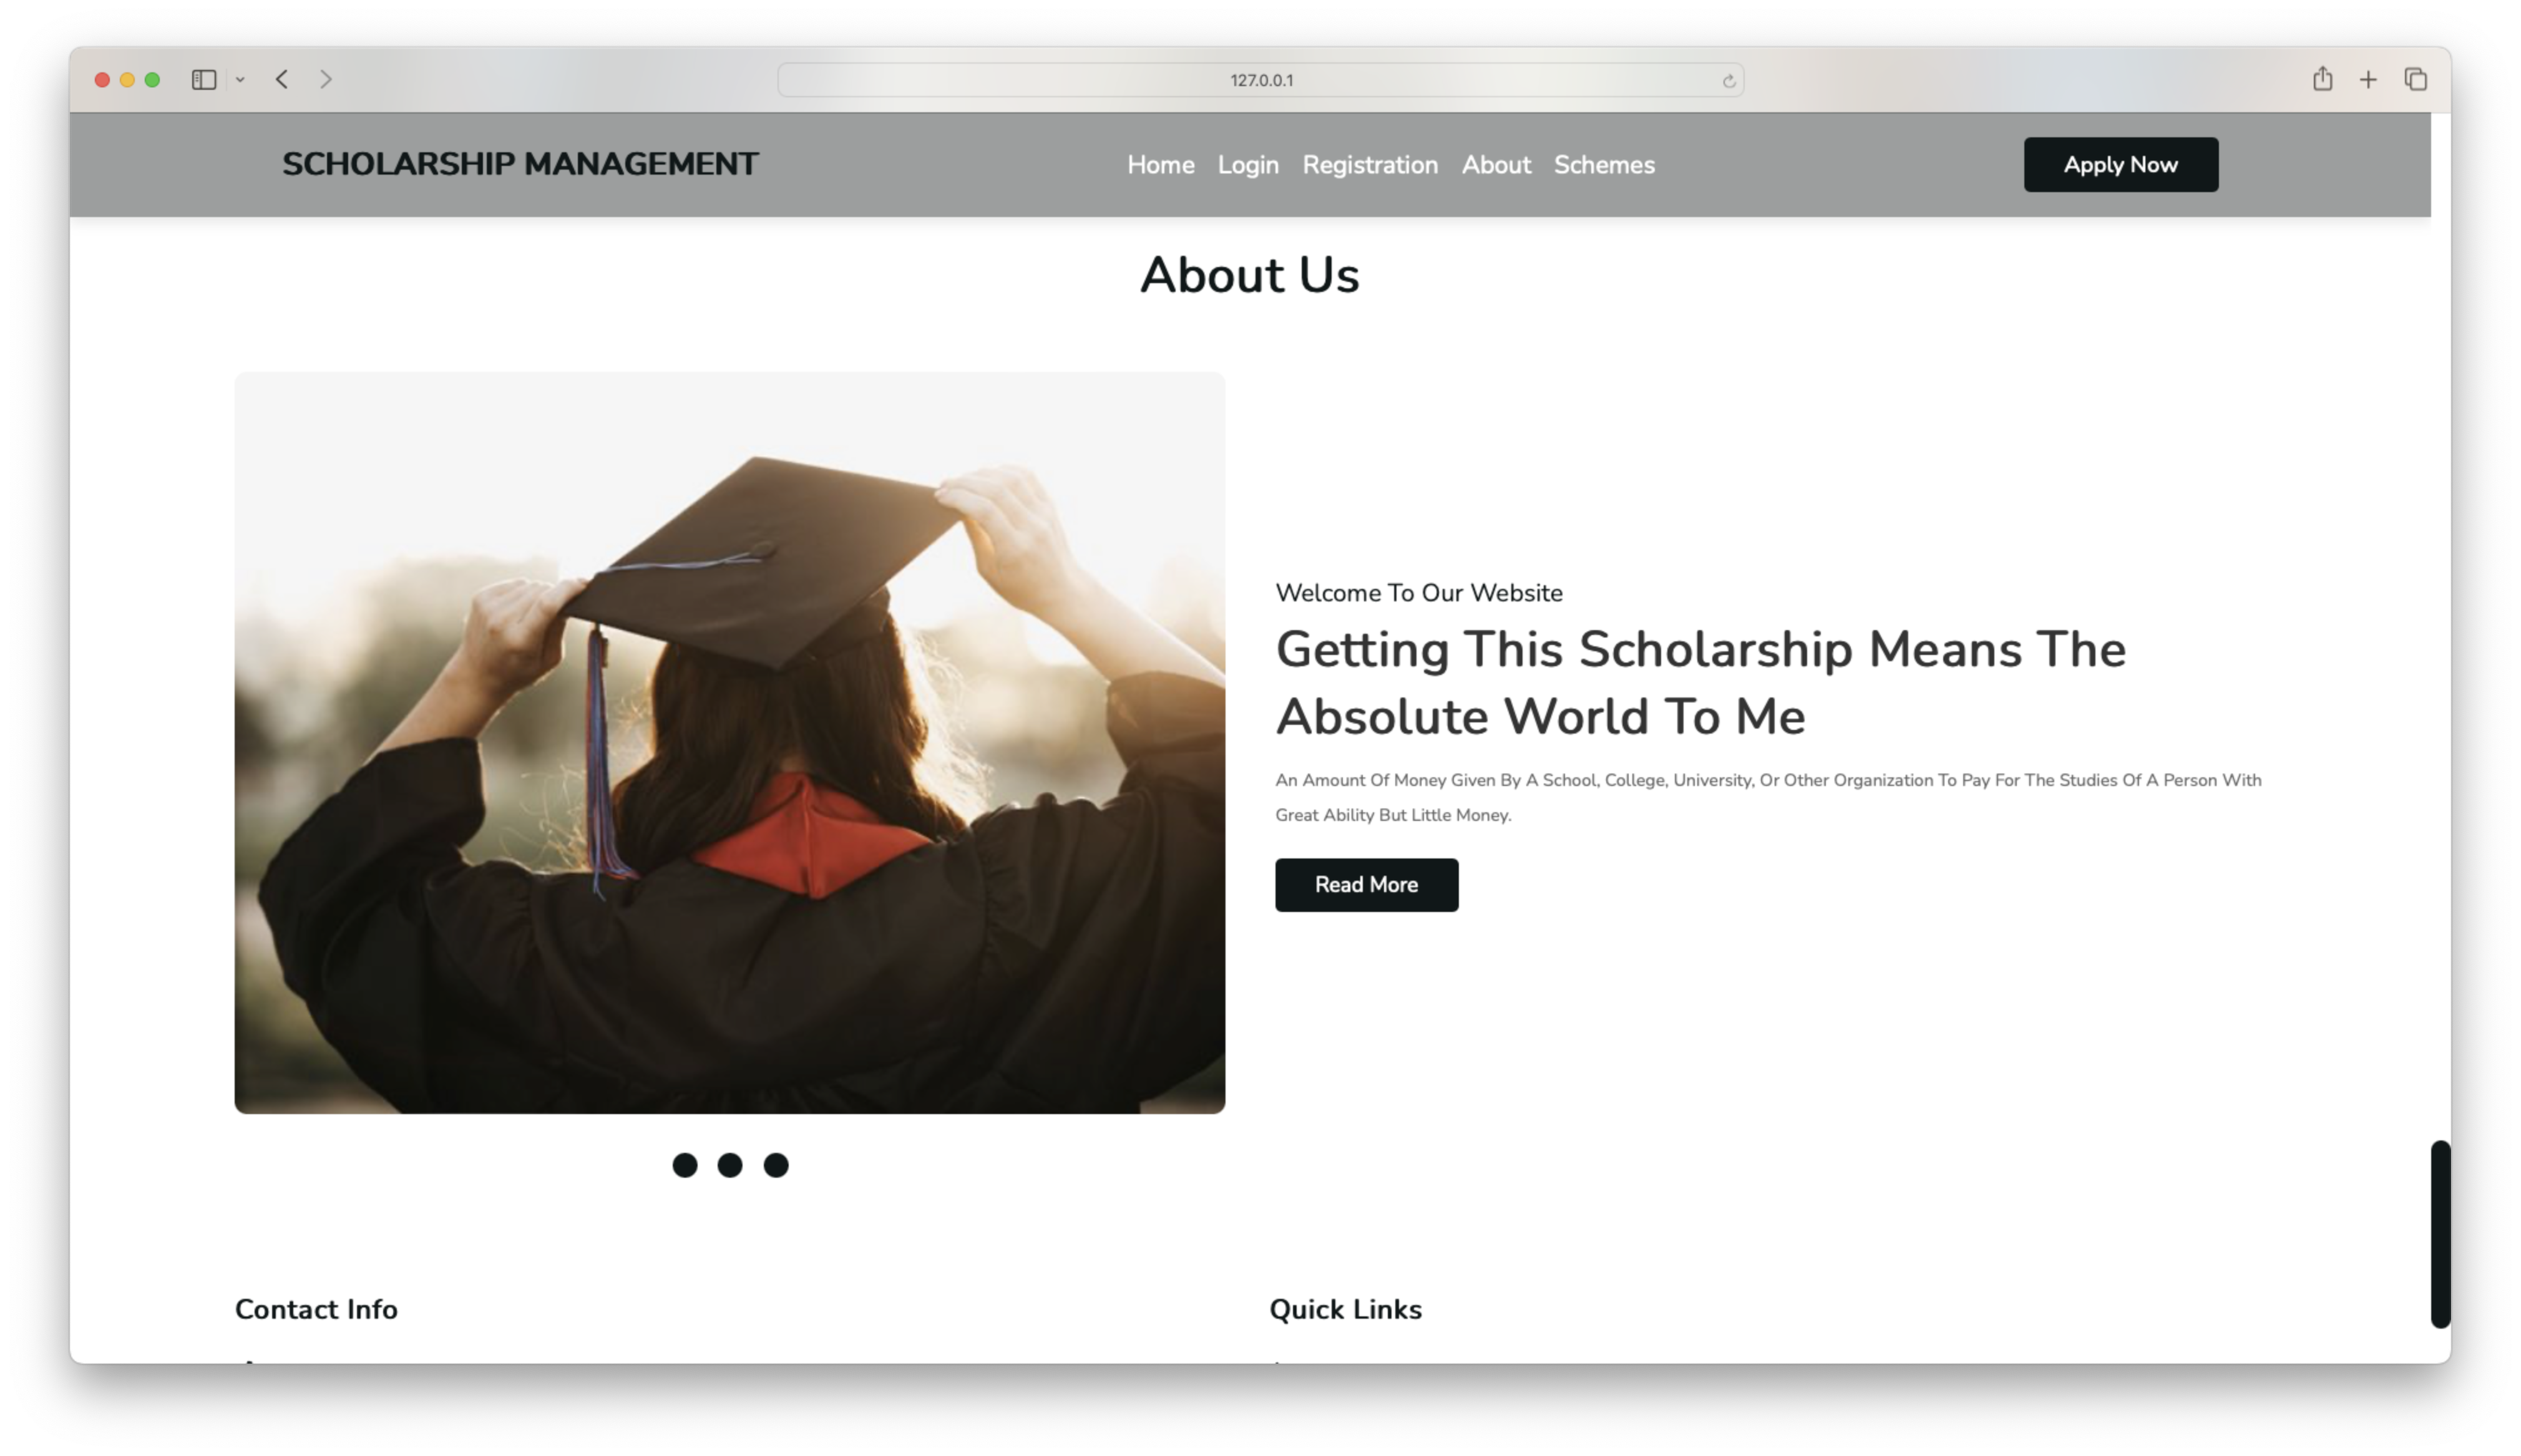 127.0.0.1
SCHOLARSHIP MANAGEMENT
Home Login Registration About Schemes
Apply Now
About Us
Welcome To Our Website
Getting This Scholarship Means The
Absolute World To Me
An Amount Of Money Given By A School, College, University, Or Other Organization To Pay For The Studies Of A Person With
Great Ability But Little Money.
Read More
Contact Info
Quick Links